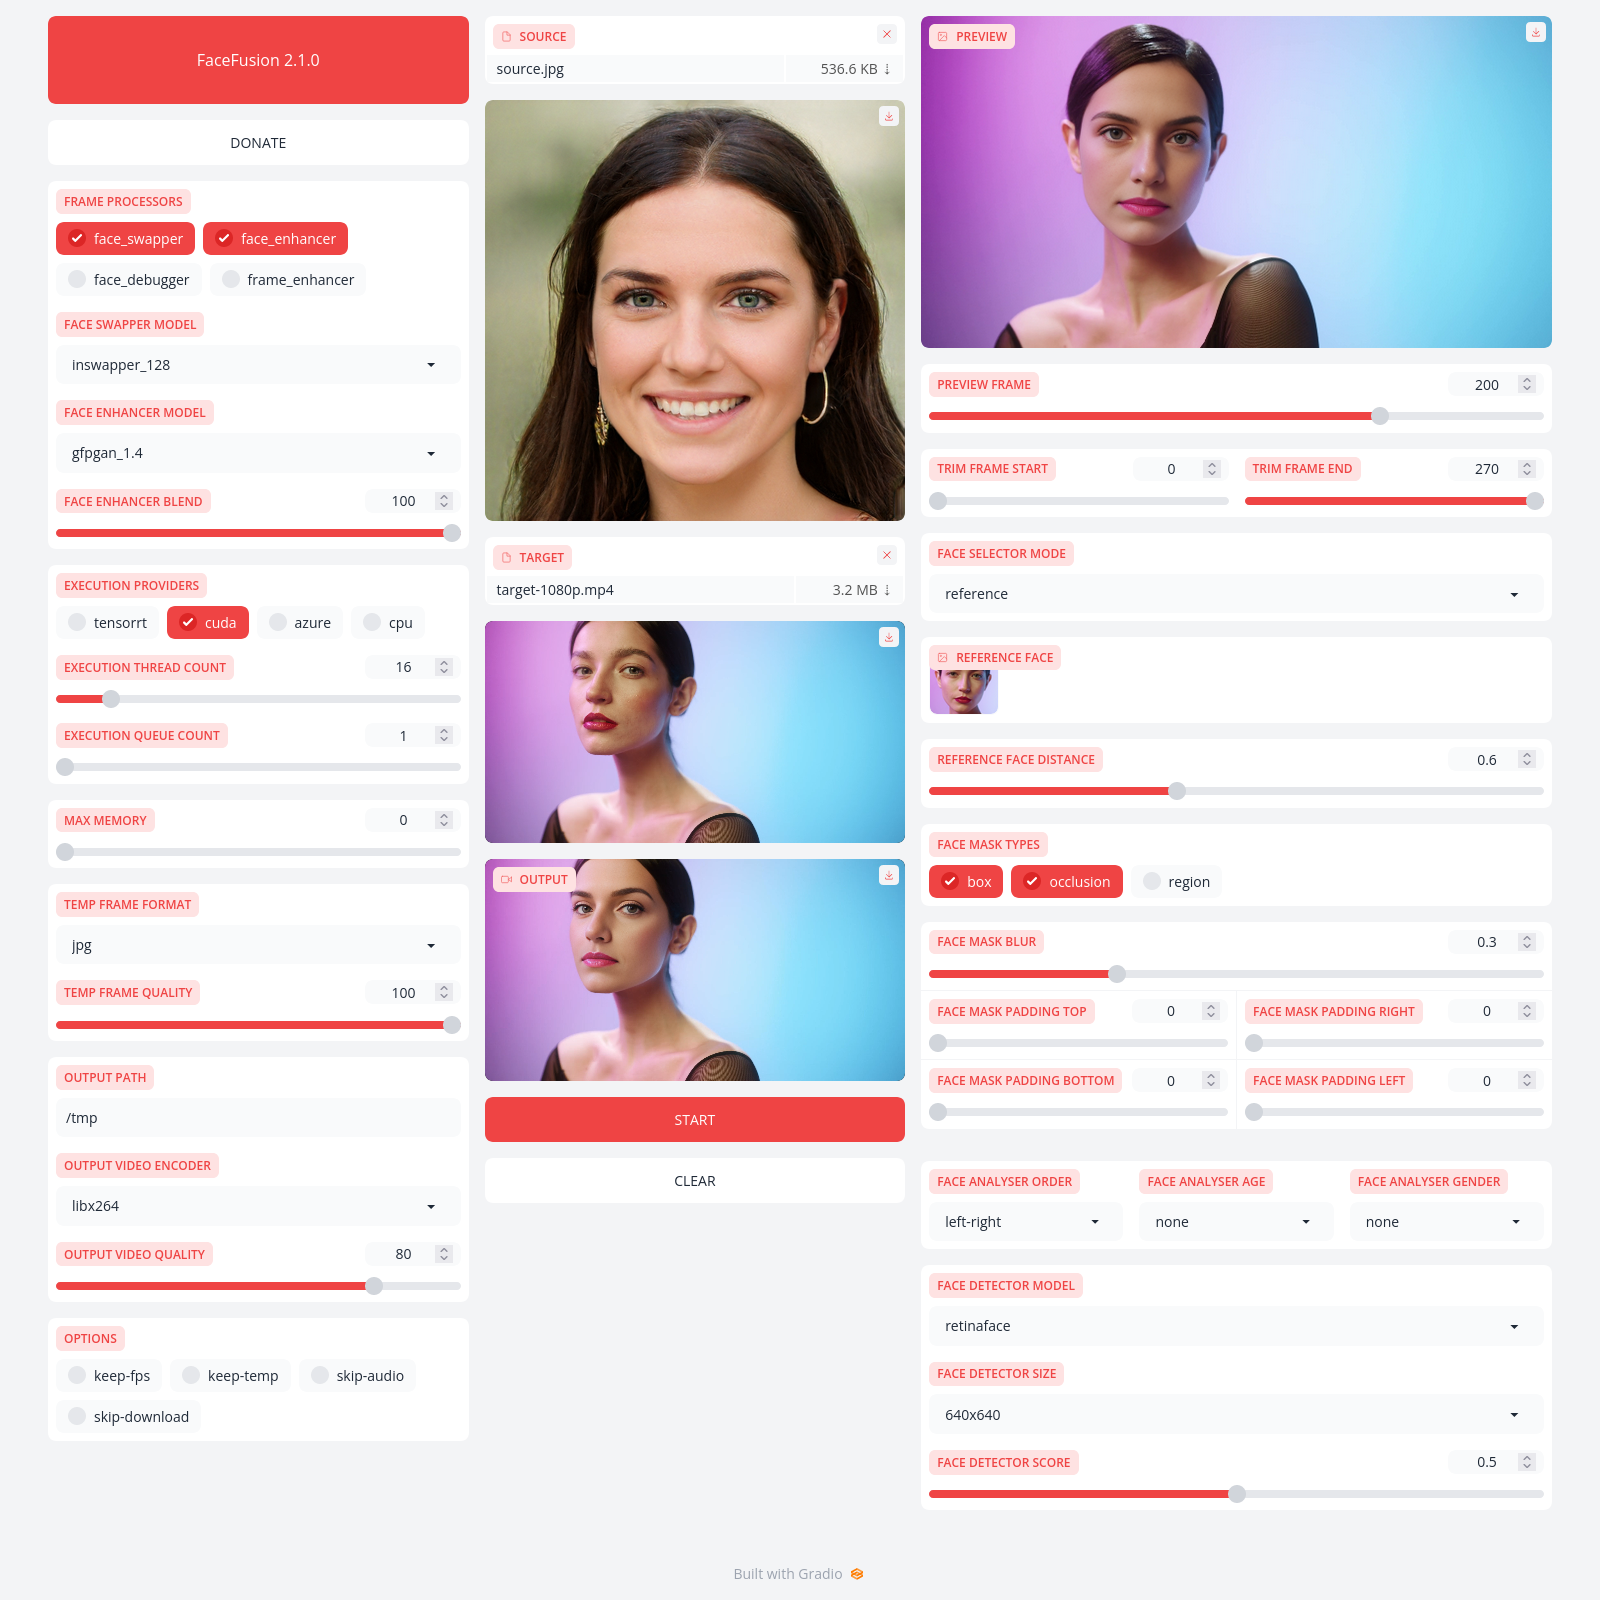 FaceFusion 2.1.0
DONATE
FRAME PROCESSORS
face_swapper face_enhancer
face_debugger frame_enhancer
FACE SWAPPER MODEL
inswapper_128
FACE ENHANCER MODEL
gfpgan_1.4
FACE ENHANCER BLEND 100
EXECUTION PROVIDERS
tensorrt cuda azure cpu
EXECUTION THREAD COUNT 16
EXECUTION QUEUE COUNT 1
MAX MEMORY 0
TEMP FRAME FORMAT
jpg
TEMP FRAME QUALITY 100
OUTPUT PATH
/tmp
OUTPUT VIDEO ENCODER
libx264
OUTPUT VIDEO QUALITY 80
OPTIONS
keep-fps keep-temp skip-audio
skip-download
SOURCE
source.jpg 536.6 KB ↓
TARGET
target-1080p.mp4 3.2 MB ↓
OUTPUT
START
CLEAR
PREVIEW
PREVIEW FRAME 200
TRIM FRAME START 0 TRIM FRAME END 270
FACE SELECTOR MODE
reference
REFERENCE FACE
REFERENCE FACE DISTANCE 0.6
FACE MASK TYPES
box occlusion region
FACE MASK BLUR 0.3
FACE MASK PADDING TOP 0 FACE MASK PADDING RIGHT 0
FACE MASK PADDING BOTTOM 0 FACE MASK PADDING LEFT 0
FACE ANALYSER ORDER FACE ANALYSER AGE FACE ANALYSER GENDER
left-right none none
FACE DETECTOR MODEL
retinaface
FACE DETECTOR SIZE
640x640
FACE DETECTOR SCORE 0.5
Built with Gradio